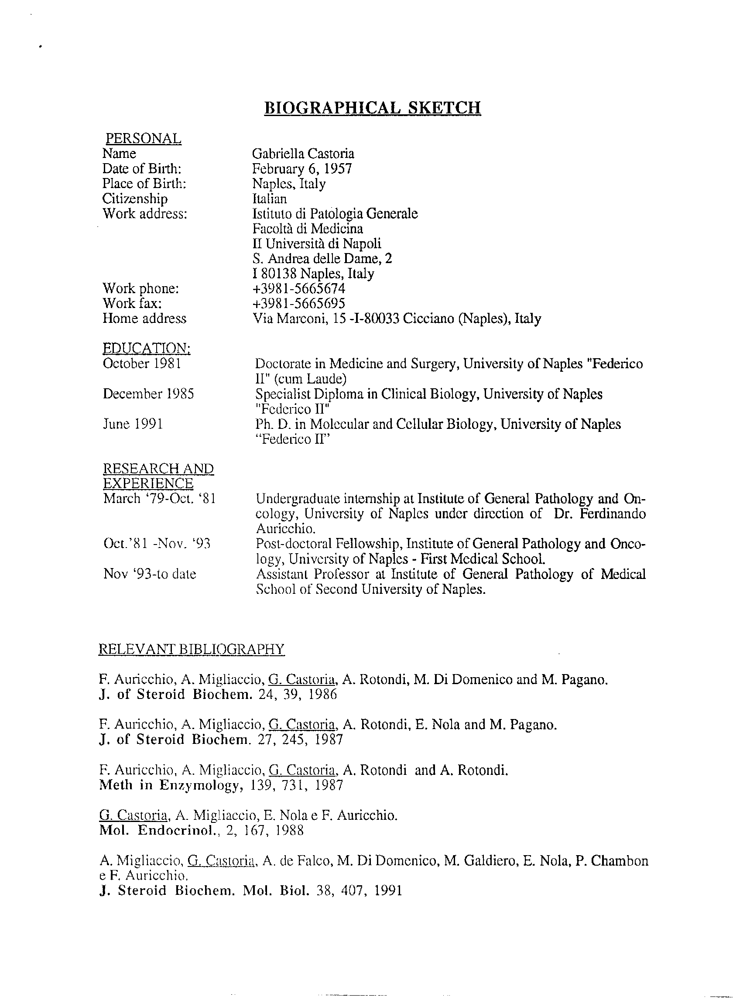 BIOGRAPHICAL SKETCH
PERSONAL
Name Gabriella Castoria
Date of Birth: February 6, 1957
Place of Birth: Naples, Italy
Citizenship Italian
Work address: Istituto di Patologia Generale
Facoltà di Medicina
II Università di Napoli
S. Andrea delle Dame, 2
I 80138 Naples, Italy
Work phone: +3981-5665674
Work fax: +3981-5665695
Home address Via Marconi, 15 -I-80033 Cicciano (Naples), Italy
EDUCATION:
October 1981 Doctorate in Medicine and Surgery, University of Naples "Federico
II" (cum Laude)
December 1985 Specialist Diploma in Clinical Biology, University of Naples
"Federico II"
June 1991 Ph. D. in Molecular and Cellular Biology, University of Naples
“Federico II”
RESEARCH AND
EXPERIENCE
March ‘79-Oct. ‘81 Undergraduate internship at Institute of General Pathology and On-
cology, University of Naples under direction of Dr. Ferdinando
Auricchio.
Oct.’81 -Nov. ‘93 Post-doctoral Fellowship, Institute of General Pathology and Onco-
logy, University of Naples - First Medical School.
Nov ‘93-to date Assistant Professor at Institute of General Pathology of Medical
School of Second University of Naples.
RELEVANT BIBLIOGRAPHY
F. Auricchio, A. Migliaccio, G. Castoria, A. Rotondi, M. Di Domenico and M. Pagano.
J. of Steroid Biochem. 24, 39, 1986
F. Auricchio, A. Migliaccio, G. Castoria, A. Rotondi, E. Nola and M. Pagano.
J. of Steroid Biochem. 27, 245, 1987
F. Auricchio, A. Migliaccio, G. Castoria, A. Rotondi and A. Rotondi.
Meth in Enzymology, 139, 731, 1987
G. Castoria, A. Migliaccio, E. Nola e F. Auricchio.
Mol. Endocrinol., 2, 167, 1988
A. Migliaccio, G. Castoria, A. de Falco, M. Di Domenico, M. Galdiero, E. Nola, P. Chambon
e F. Auricchio.
J. Steroid Biochem. Mol. Biol. 38, 407, 1991